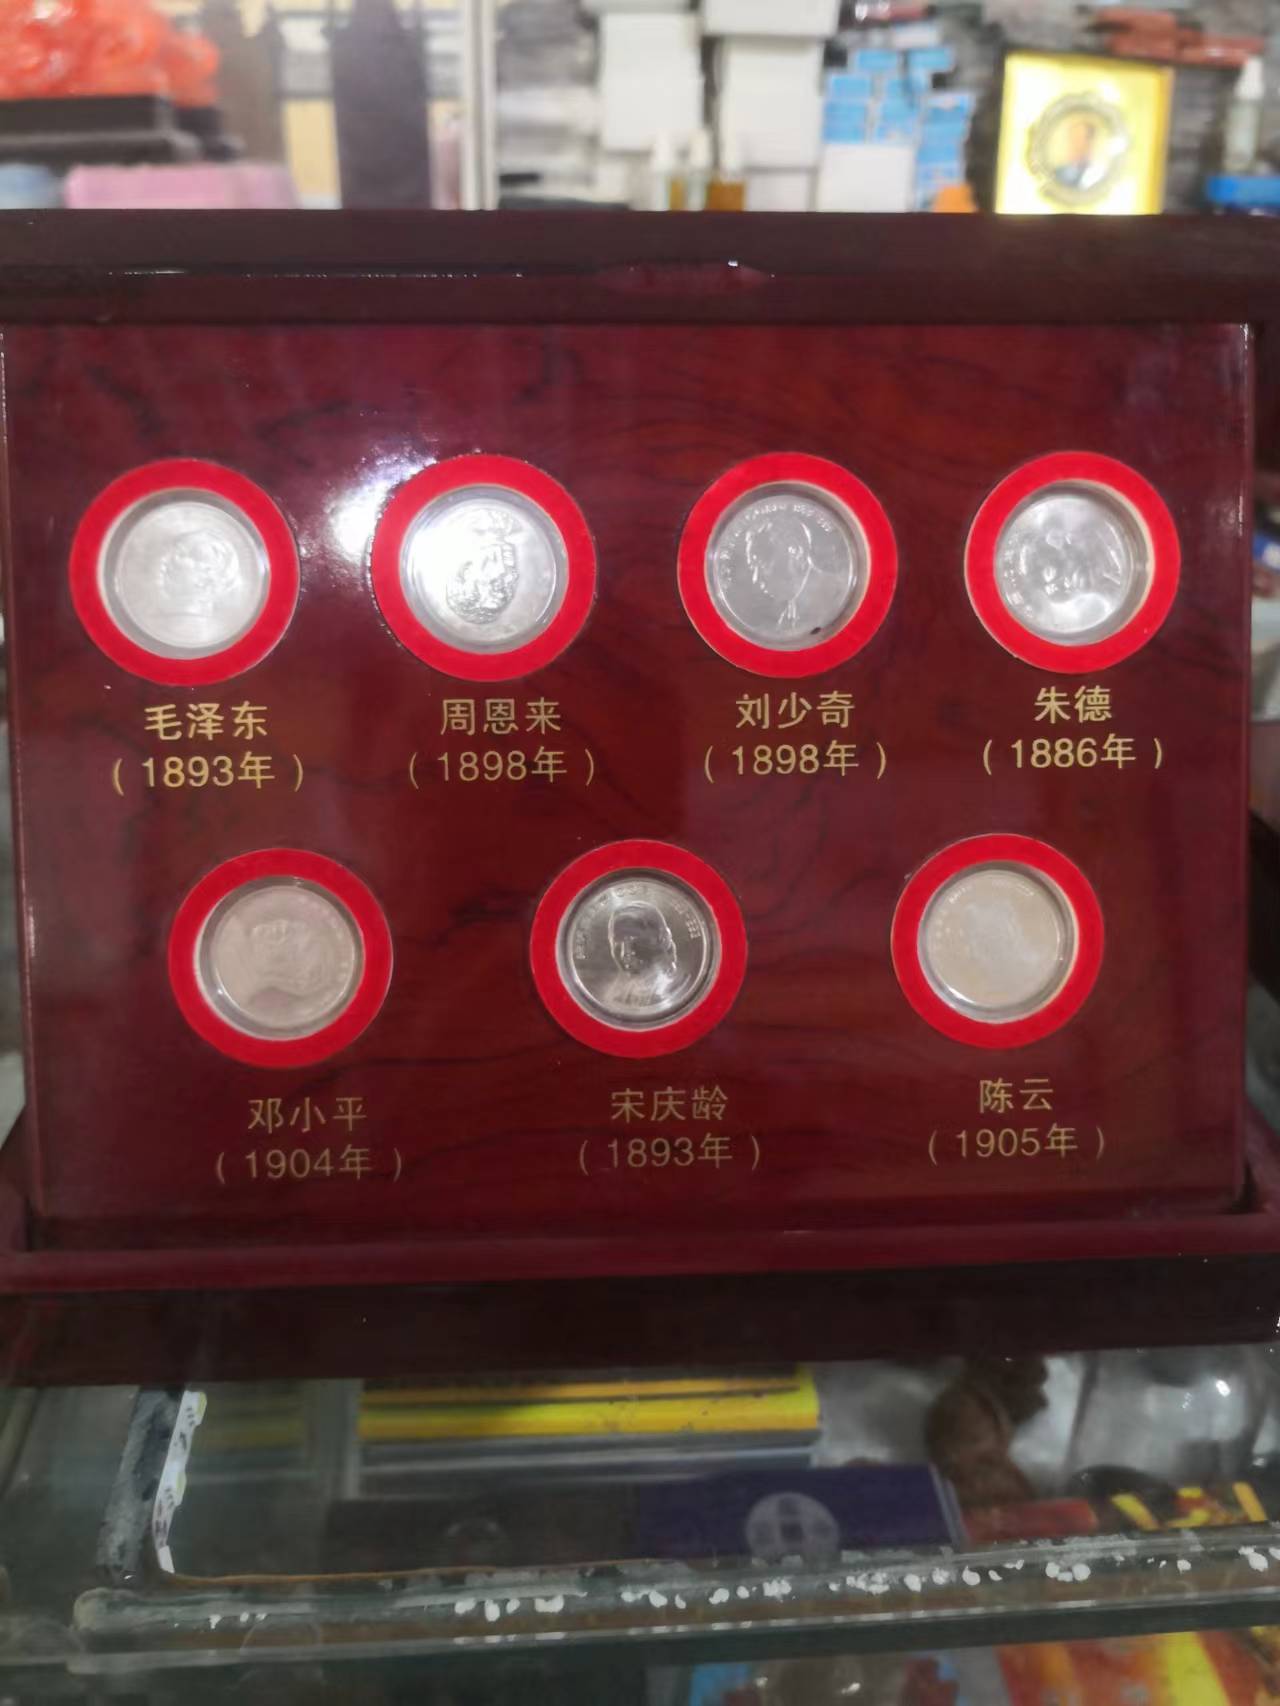 毛泽东
（1893年）
周恩来
（1898年）
刘少奇
（1898年）
朱德
（1886年）
邓小平
（1904年）
宋庆龄
（1893年）
陈云
（1905年）